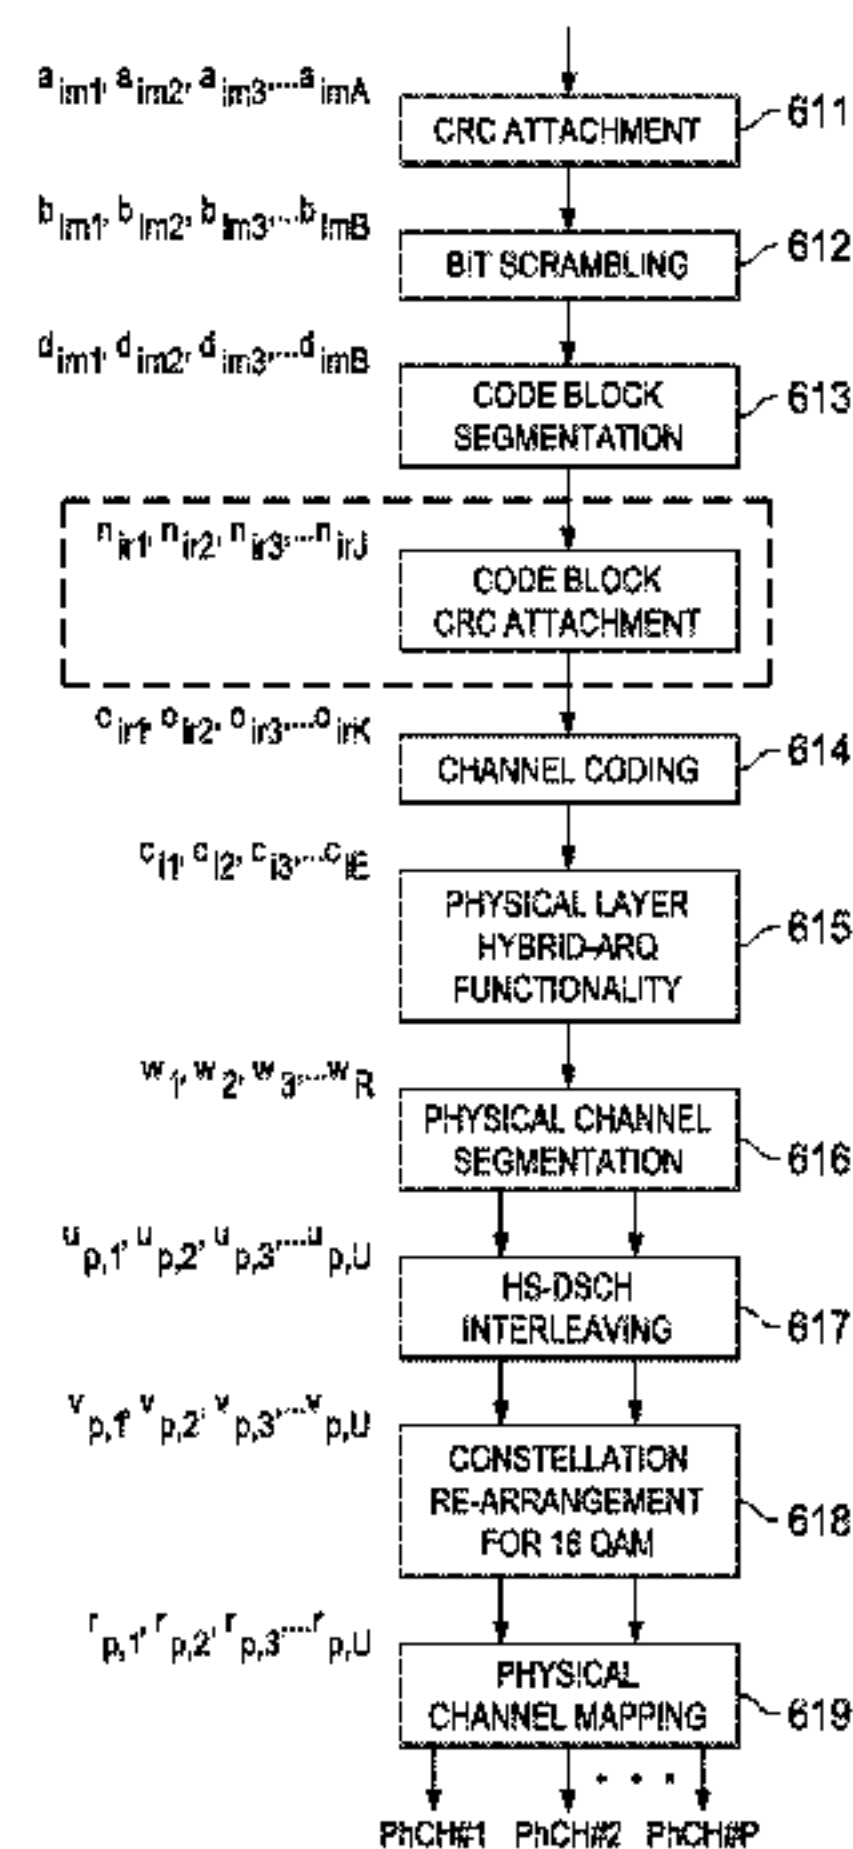 a im1, a im2, a im3,...a imA
CRC ATTACHMENT
611
b im1, b im2, b im3,...b imB
BIT SCRAMBLING
612
d im1, d im2, d im3,...d imB
CODE BLOCK
SEGMENTATION
613
n ir1, n ir2, n ir3,...n irJ
CODE BLOCK
CRC ATTACHMENT
o ir1, o ir2, o ir3,...o irK
CHANNEL CODING
614
c i1, c i2, c i3,...c iE
PHYSICAL LAYER
HYBRID-ARQ
FUNCTIONALITY
615
w 1, w 2, w 3,...w R
PHYSICAL CHANNEL
SEGMENTATION
616
u p,1, u p,2, u p,3,...u p,U
HS-DSCH
INTERLEAVING
617
v p,1, v p,2, v p,3,...v p,U
CONSTELLATION
RE-ARRANGEMENT
FOR 16 QAM
618
r p,1, r p,2, r p,3,...r p,U
PHYSICAL
CHANNEL MAPPING
619
. . .
PhCH#1 PhCH#2 PhCH#P